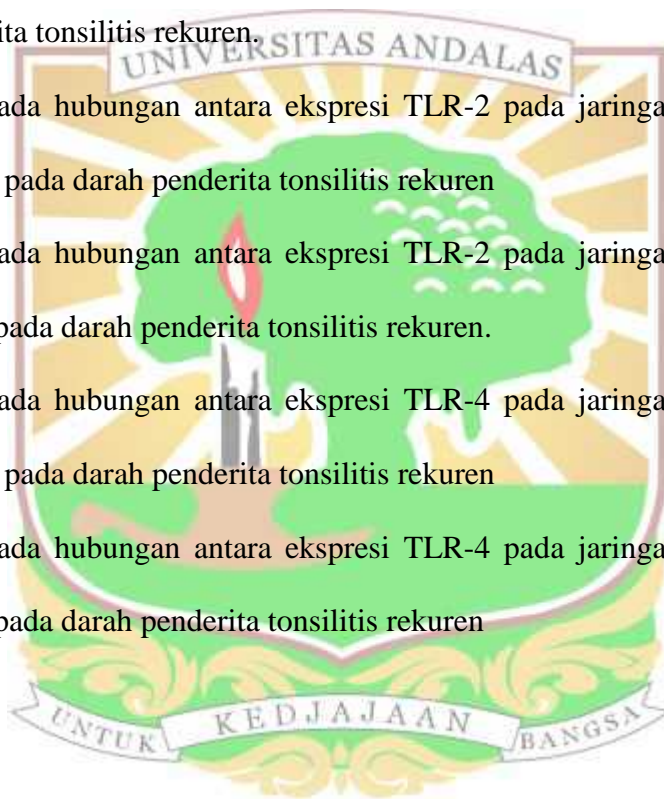 ita tonsilitis rekuren.
UNIVERSITAS ANDALAS
ada hubungan antara ekspresi TLR-2 pada jaringa
pada darah penderita tonsilitis rekuren
ada hubungan antara ekspresi TLR-2 pada jaringa
pada darah penderita tonsilitis rekuren.
ada hubungan antara ekspresi TLR-4 pada jaringa
pada darah penderita tonsilitis rekuren
ada hubungan antara ekspresi TLR-4 pada jaringa
pada darah penderita tonsilitis rekuren
UNTUK KEDJAJAAN BANGSA